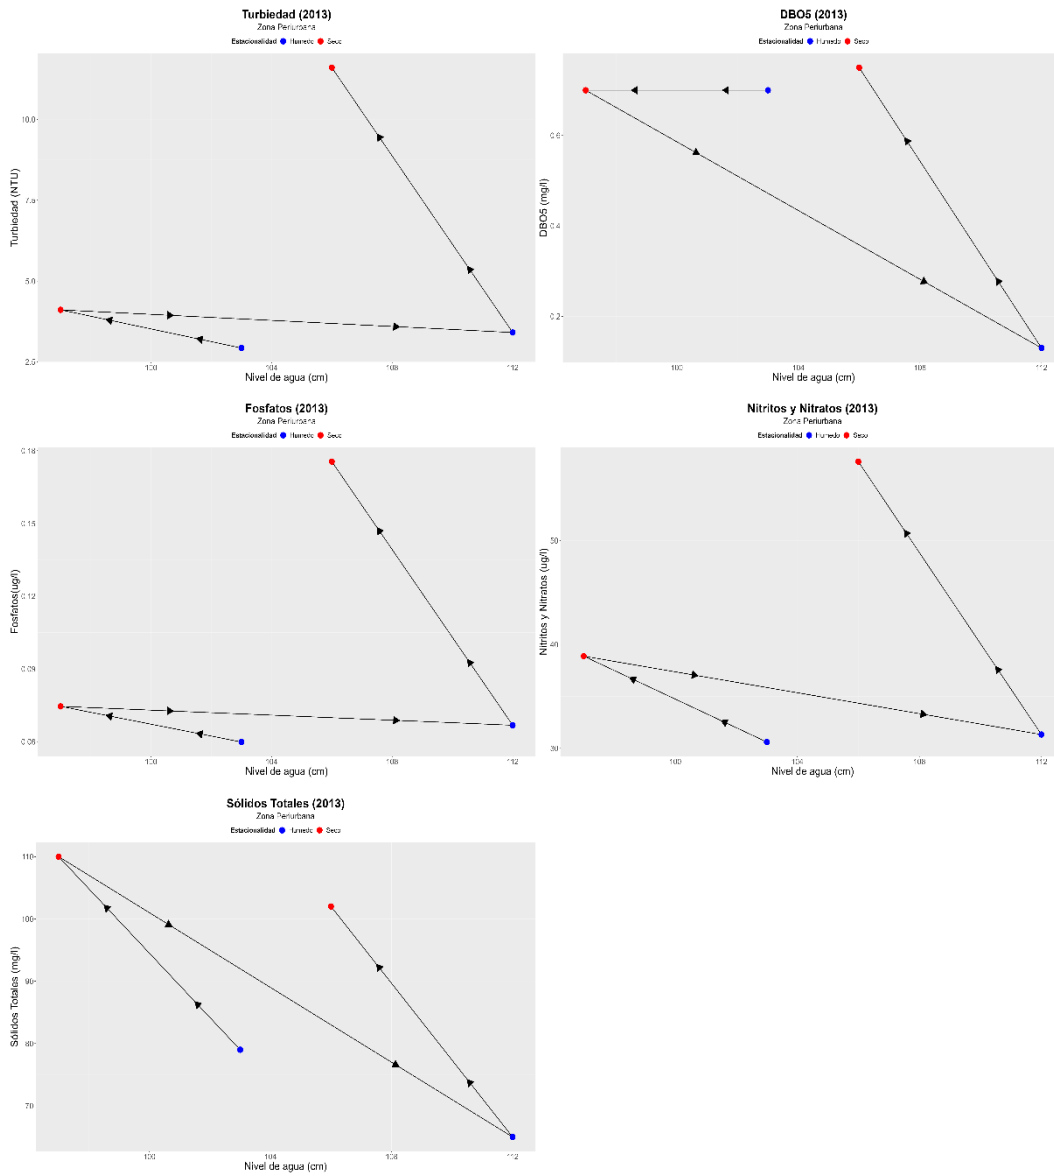 Turbiedad (2013)
Zona Periurbana
Estacionalidad Humedo Seco
10.0
7.5
5.0
2.5
Turbiedad (NTU)
100
104
108
112
Nivel de agua (cm)
DBO5 (2013)
Zona Periurbana
Estacionalidad Humedo Seco
0.6
0.4
0.2
DBO5 (mg/l)
100
104
108
112
Nivel de agua (cm)
Fosfatos (2013)
Zona Periurbana
Estacionalidad Humedo Seco
0.18
0.15
0.12
0.09
0.06
Fosfatos(ug/l)
100
104
108
112
Nivel de agua (cm)
Nitritos y Nitratos (2013)
Zona Periurbana
Estacionalidad Humedo Seco
50
40
30
Nitritos y Nitratos (ug/l)
100
104
108
112
Nivel de agua (cm)
Sólidos Totales (2013)
Zona Periurbana
Estacionalidad Humedo Seco
110
100
90
80
70
Sólidos Totales (mg/l)
100
104
108
112
Nivel de agua (cm)